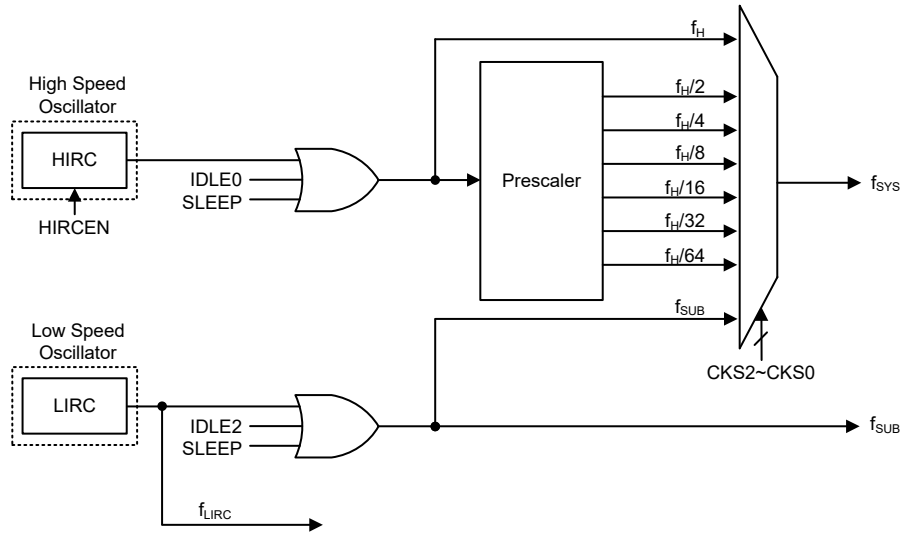 f_H
High Speed
Oscillator
f_H/2
f_H/4
HIRC
f_H/8
IDLE0
Prescaler
f_SYS
SLEEP
f_H/16
HIRCEN
f_H/32
f_H/64
f_SUB
Low Speed
Oscillator
CKS2~CKS0
LIRC
IDLE2
f_SUB
SLEEP
f_LIRC